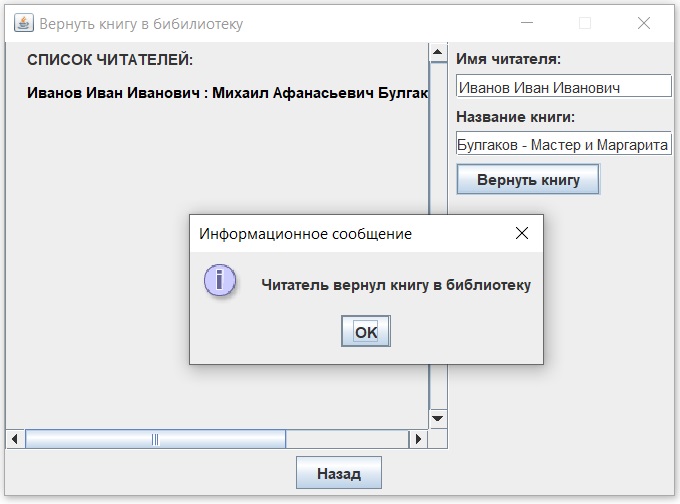 Вернуть книгу в бибилиотеку
СПИСОК ЧИТАТЕЛЕЙ:
Иванов Иван Иванович : Михаил Афанасьевич Булгак
Имя читателя:
Иванов Иван Иванович
Название книги:
Булгаков - Мастер и Маргарита
Вернуть книгу
Информационное сообщение
i
Читатель вернул книгу в библиотеку
OK
Назад